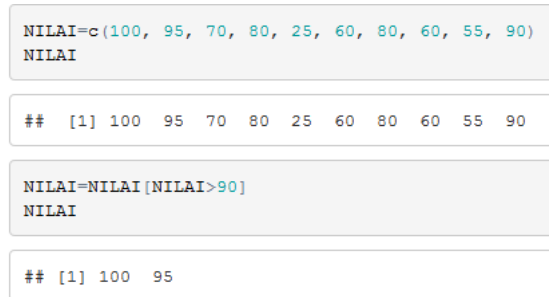 NILAI=c(100, 95, 70, 80, 25, 60, 80, 60, 55, 90)
NILAI
##  [1] 100  95  70  80  25  60  80  60  55  90
NILAI=NILAI[NILAI>90]
NILAI
## [1] 100  95